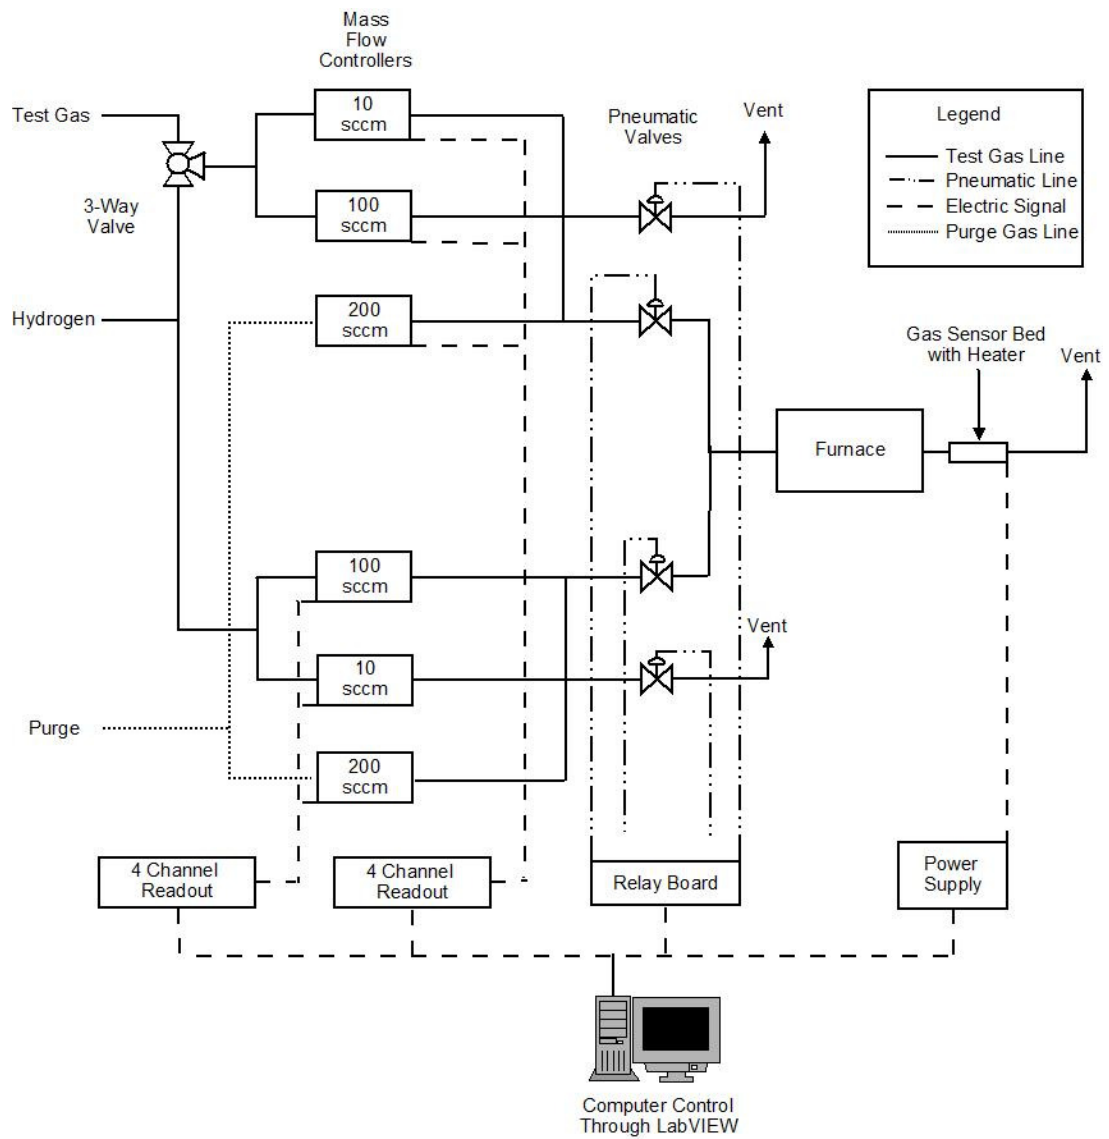 Mass
Flow
Controllers
Test Gas
10
sccm
Pneumatic
Valves
Vent
Legend
Test Gas Line
Pneumatic Line
Electric Signal
Purge Gas Line
3-Way
Valve
100
sccm
Hydrogen
200
sccm
Gas Sensor Bed
with Heater
Vent
Furnace
100
sccm
10
sccm
Vent
Purge
200
sccm
4 Channel
Readout
4 Channel
Readout
Relay Board
Power
Supply
Computer Control
Through LabVIEW